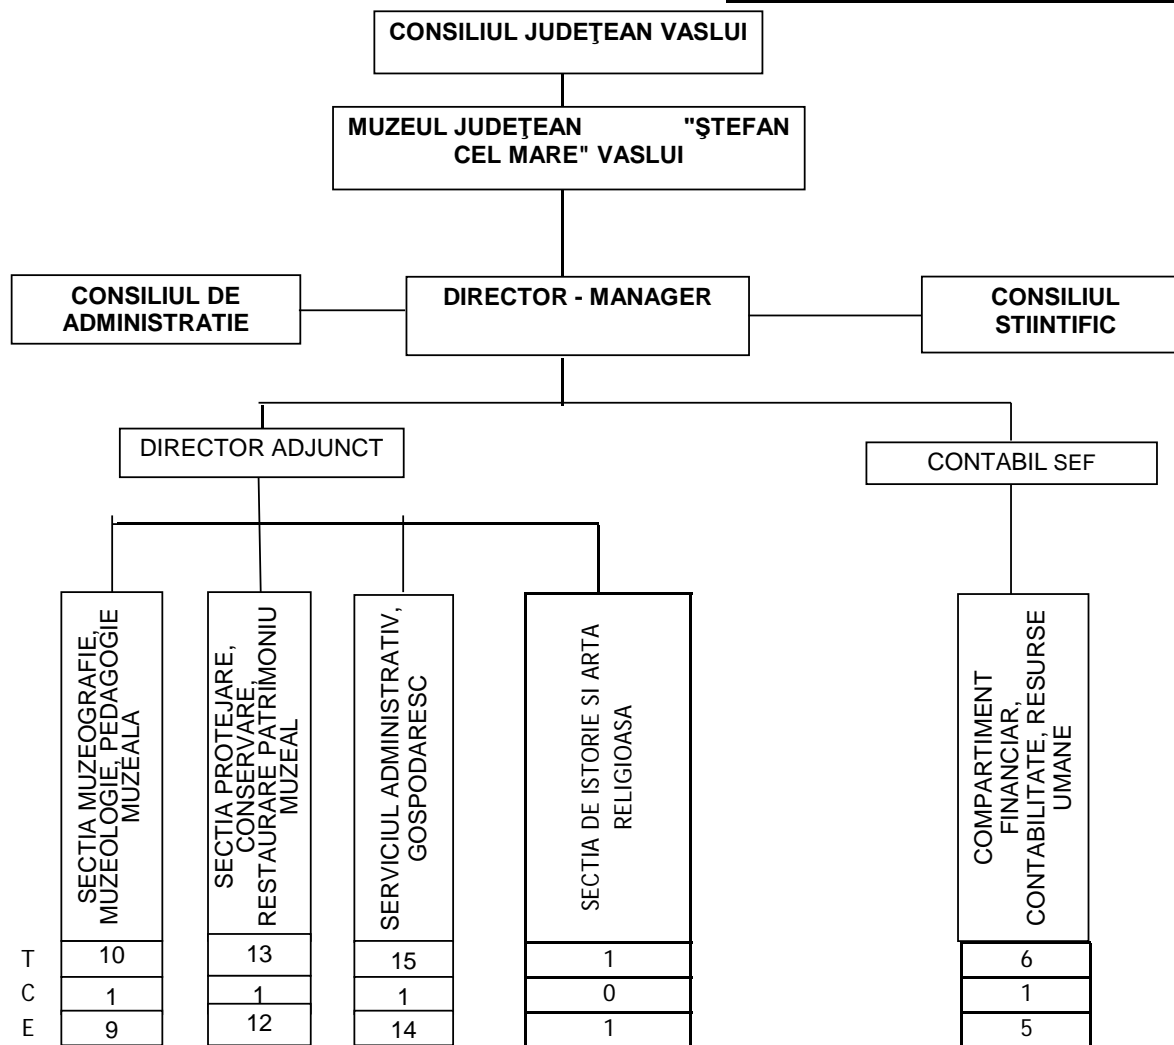 CONSILIUL JUDEŢEAN VASLUI
MUZEUL JUDEŢEAN "ŞTEFAN
CEL MARE" VASLUI
CONSILIUL DE
ADMINISTRATIE
DIRECTOR - MANAGER
CONSILIUL
STIINTIFIC
DIRECTOR ADJUNCT
CONTABIL SEF
SECTIA MUZEOGRAFIE,
MUZEOLOGIE, PEDAGOGIE
MUZEALA
SECTIA PROTEJARE,
CONSERVARE,
RESTAURARE PATRIMONIU
MUZEAL
SERVICIUL ADMINISTRATIV,
GOSPODARESC
SECTIA DE ISTORIE SI ARTA
RELIGIOASA
COMPARTIMENT
FINANCIAR,
CONTABILITATE, RESURSE
UMANE
T 10 13 15 1 6
C 1 1 1 0 1
E 9 12 14 1 5